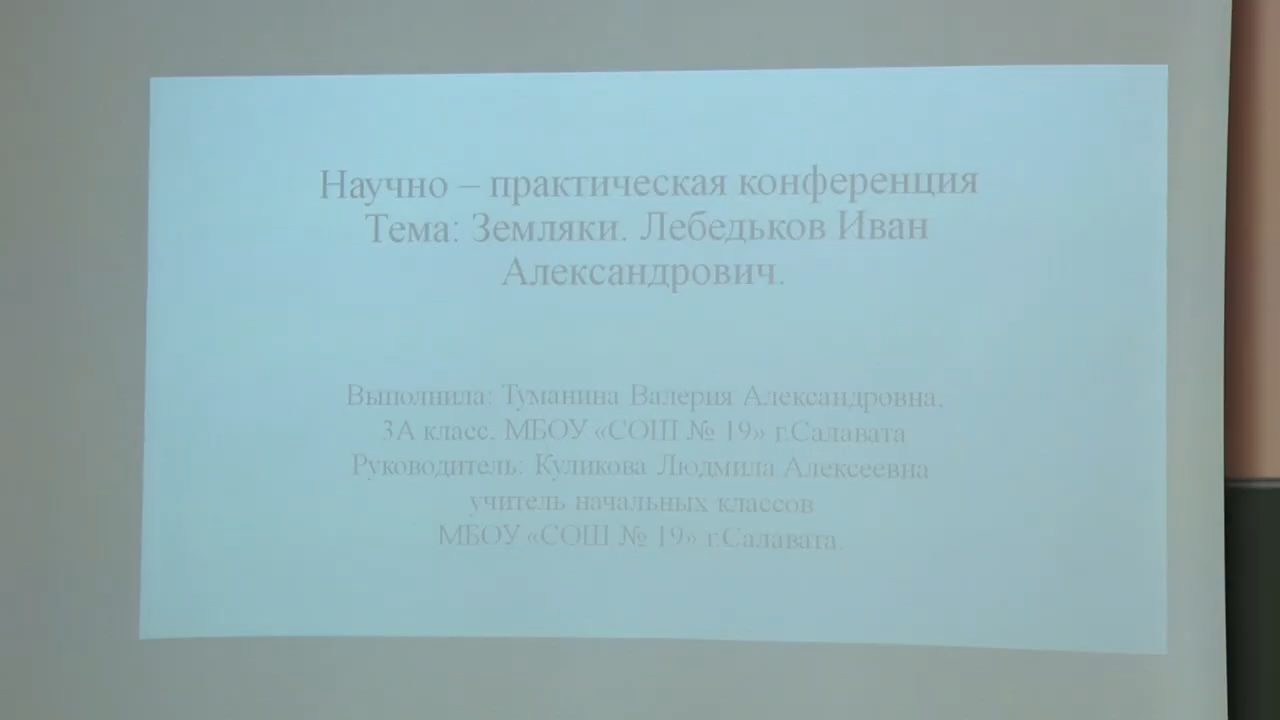 Научно – практическая конференция
Тема: Земляки. Лебедьков Иван
Александрович.
Выполнила: Туманина Валерия Александровна.
3А класс. МБОУ «СОШ № 19» г.Салавата
Руководитель: Куликова Людмила Алексеевна
учитель начальных классов
МБОУ «СОШ № 19» г.Салавата.